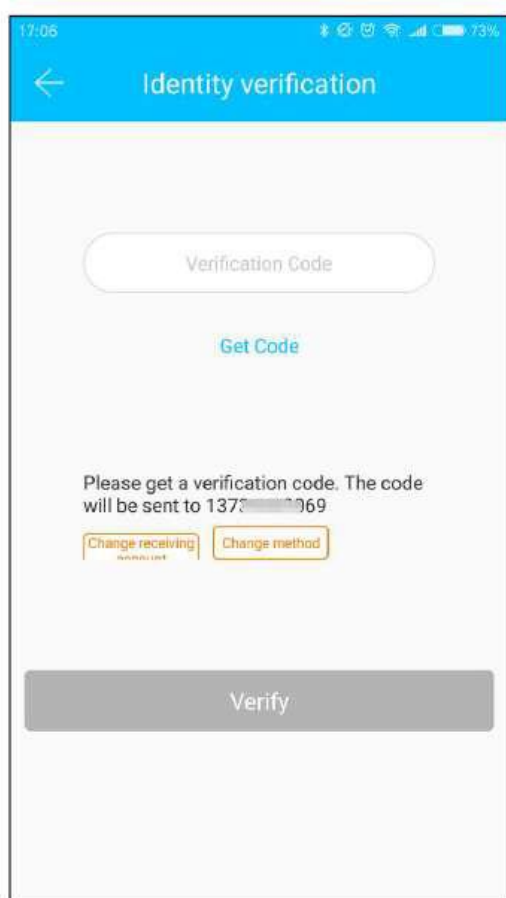 17:06
73%
Identity verification
Verification Code
Get Code
Please get a verification code. The code
will be sent to 137 069
Change receiving
account
Change method
Verify